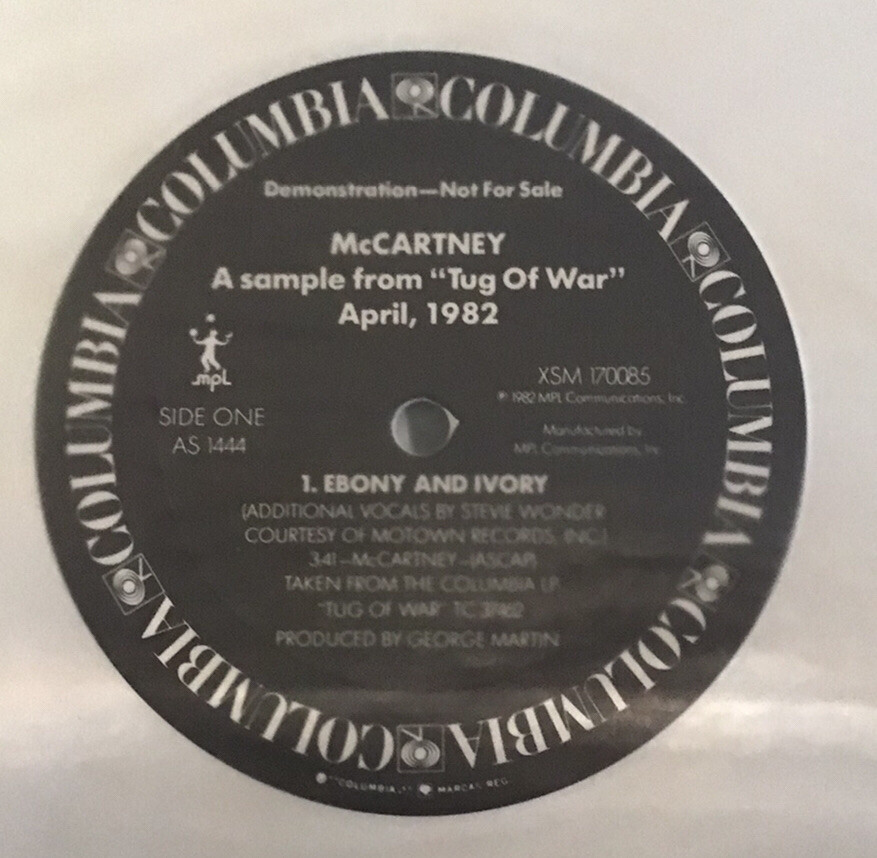 COLUMBIA COLUMBIA COLUMBIA COLUMBIA COLUMBIA COLUMBIA
Demonstration—Not For Sale
McCARTNEY
A sample from “Tug Of War”
April, 1982
mpL
SIDE ONE
AS 1444
XSM 170085
℗ 1982 MPL Communications, Inc.
Manufactured by
MPL Communications, Inc.
1. EBONY AND IVORY
(ADDITIONAL VOCALS BY STEVIE WONDER
COURTESY OF MOTOWN RECORDS, INC.)
3:41–McCARTNEY–(ASCAP)
TAKEN FROM THE COLUMBIA LP
"TUG OF WAR" TC 37462
PRODUCED BY GEORGE MARTIN
"COLUMBIA," MARCAS REG.